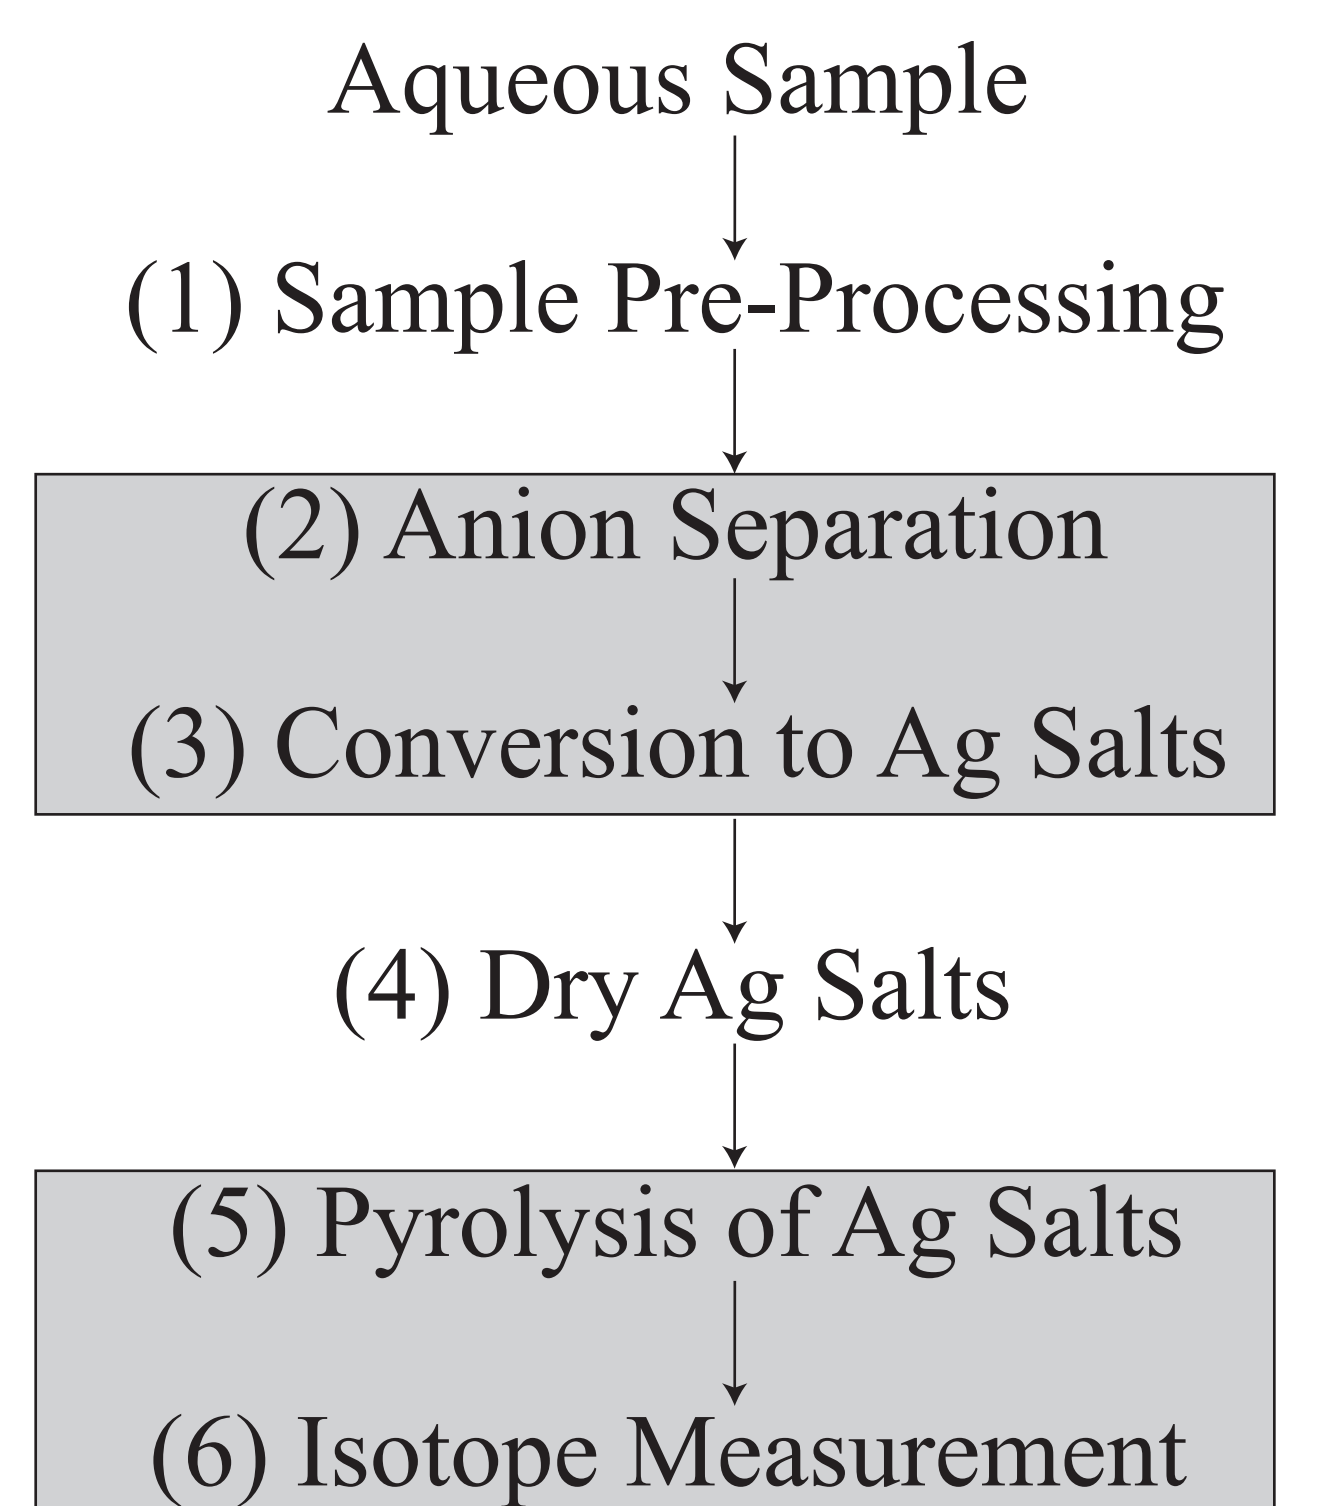 Aqueous Sample
(1) Sample Pre-Processing
(2) Anion Separation
(3) Conversion to Ag Salts
(4) Dry Ag Salts
(5) Pyrolysis of Ag Salts
(6) Isotope Measurement